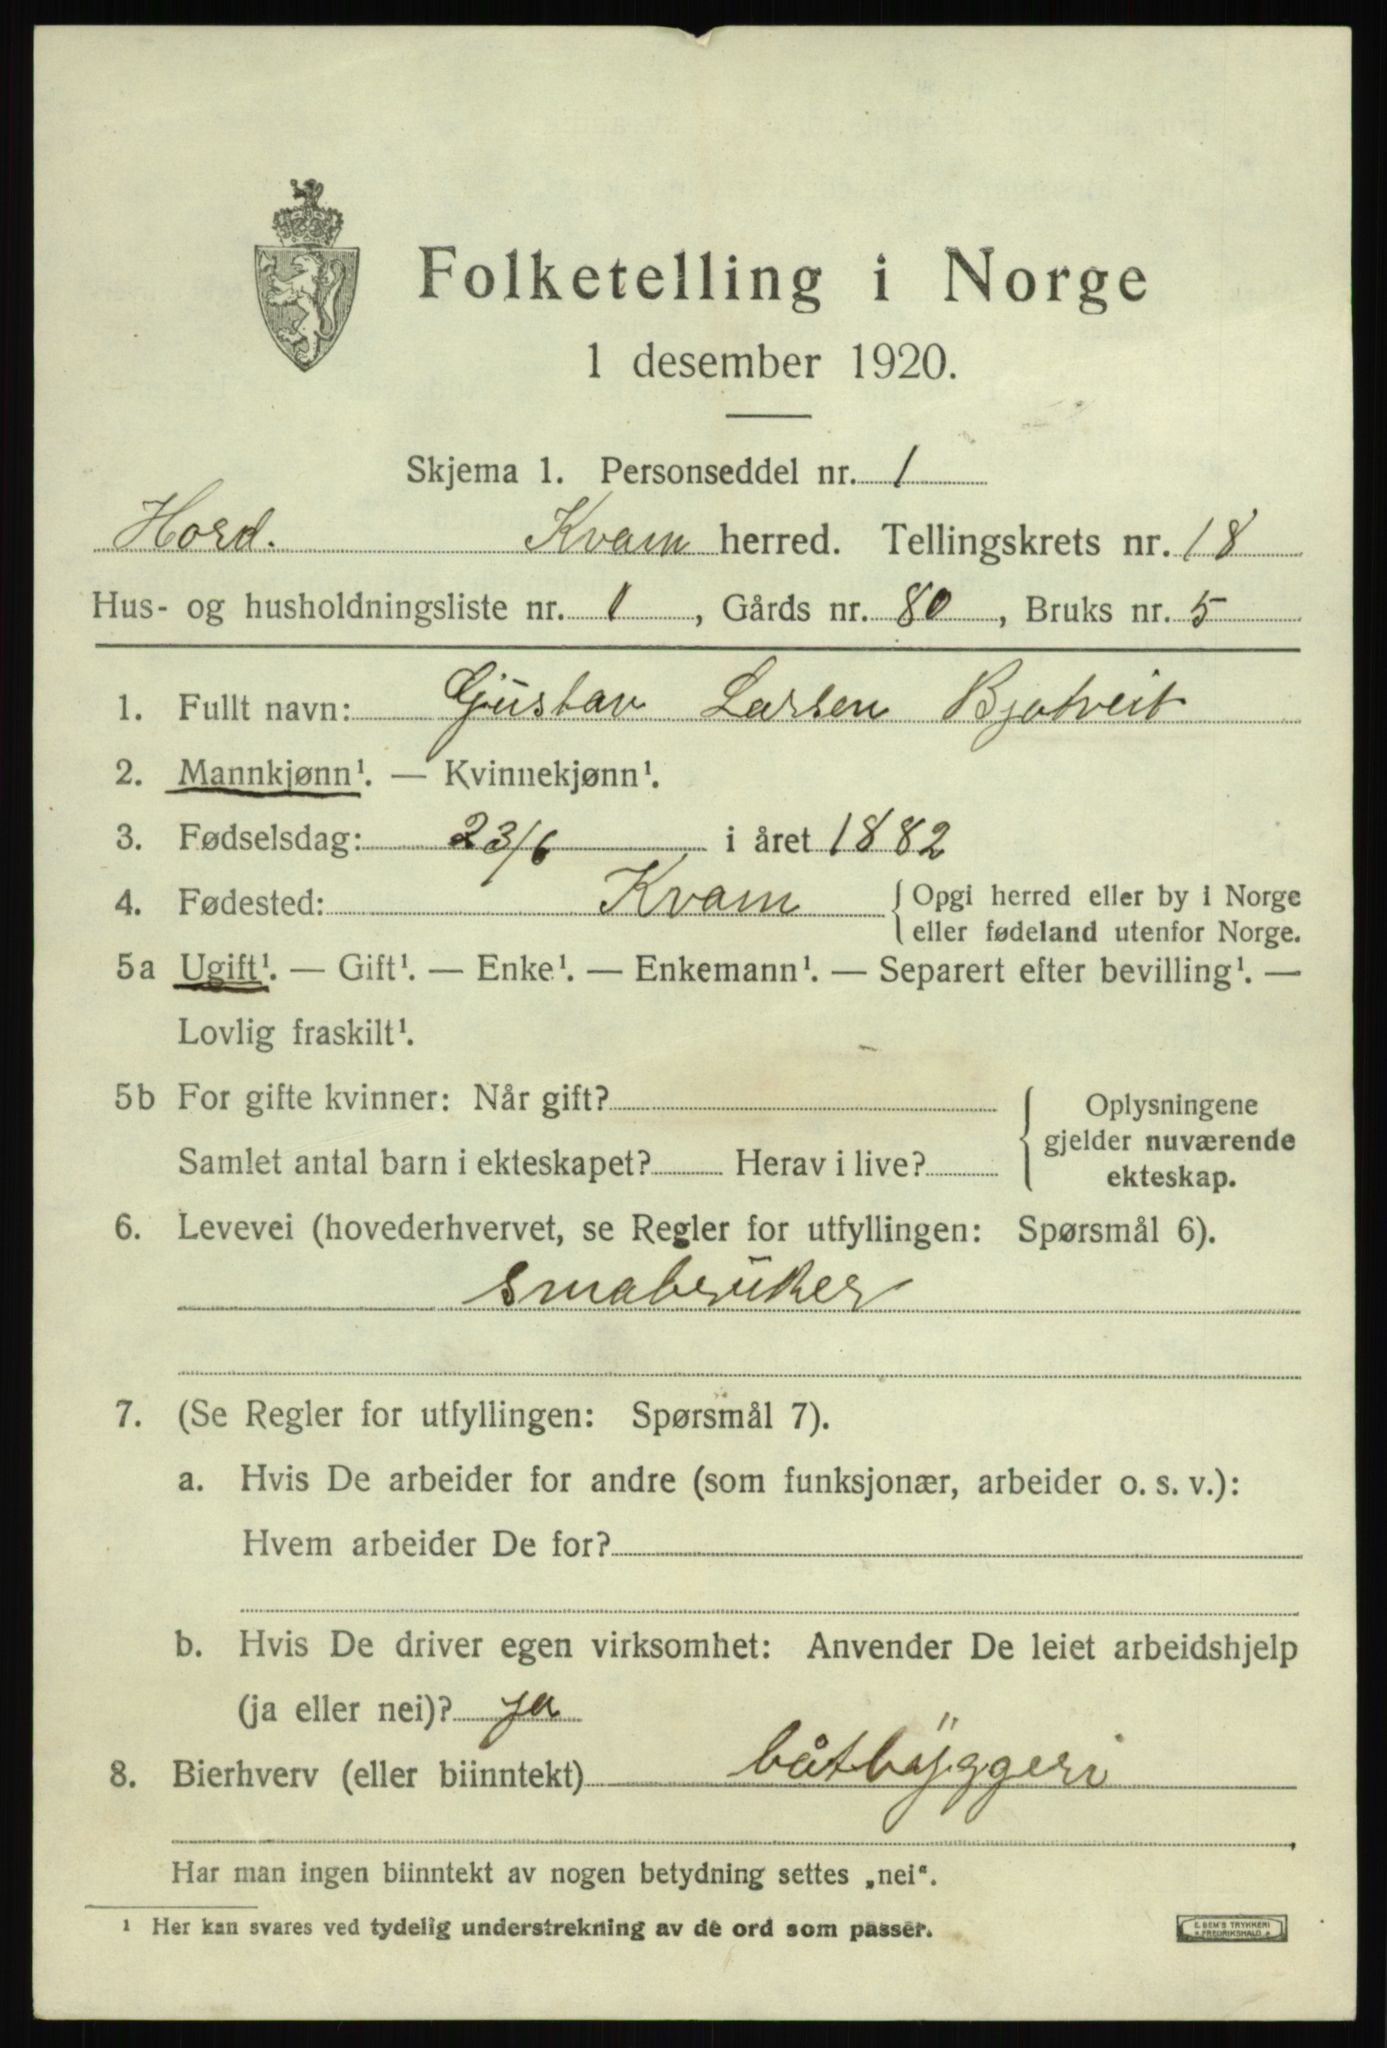 Folketelling i Norge
1 desember 1920.
Skjema 1. Personseddel nr. 1
Hord. Kvam herred. Tellingskrets nr. 18
Hus- og husholdningsliste nr. 1, Gårds nr. 80, Bruks nr. 5
1. Fullt navn: Gjustav Larsen Bjotveit
2. Mannkjønn¹. — Kvinnekjønn¹.
3. Fødselsdag: 23/6 i året 1882
4. Fødested: Kvam { Opgi herred eller by i Norge
eller fødeland utenfor Norge.
5a Ugift¹. — Gift¹. — Enke¹. — Enkemann¹. — Separert efter bevilling¹. —
Lovlig fraskilt¹.
5b For gifte kvinner: Når gift? { Oplysningene
gjelder nuværende
Samlet antal barn i ekteskapet? Herav i live? ekteskap.
6. Levevei (hovederhvervet, se Regler for utfyllingen: Spørsmål 6).
smabruker
7. (Se Regler for utfyllingen: Spørsmål 7).
a. Hvis De arbeider for andre (som funksjonær, arbeider o. s. v.):
Hvem arbeider De for?
b. Hvis De driver egen virksomhet: Anvender De leiet arbeidshjelp
(ja eller nei)? ja
8. Bierhverv (eller biinntekt) båtbyggeri
Har man ingen biinntekt av nogen betydning settes „nei“.
¹ Her kan svares ved tydelig understrekning av de ord som passer.
E. SEM'S TRYKKERI
FREDRIKSHALD